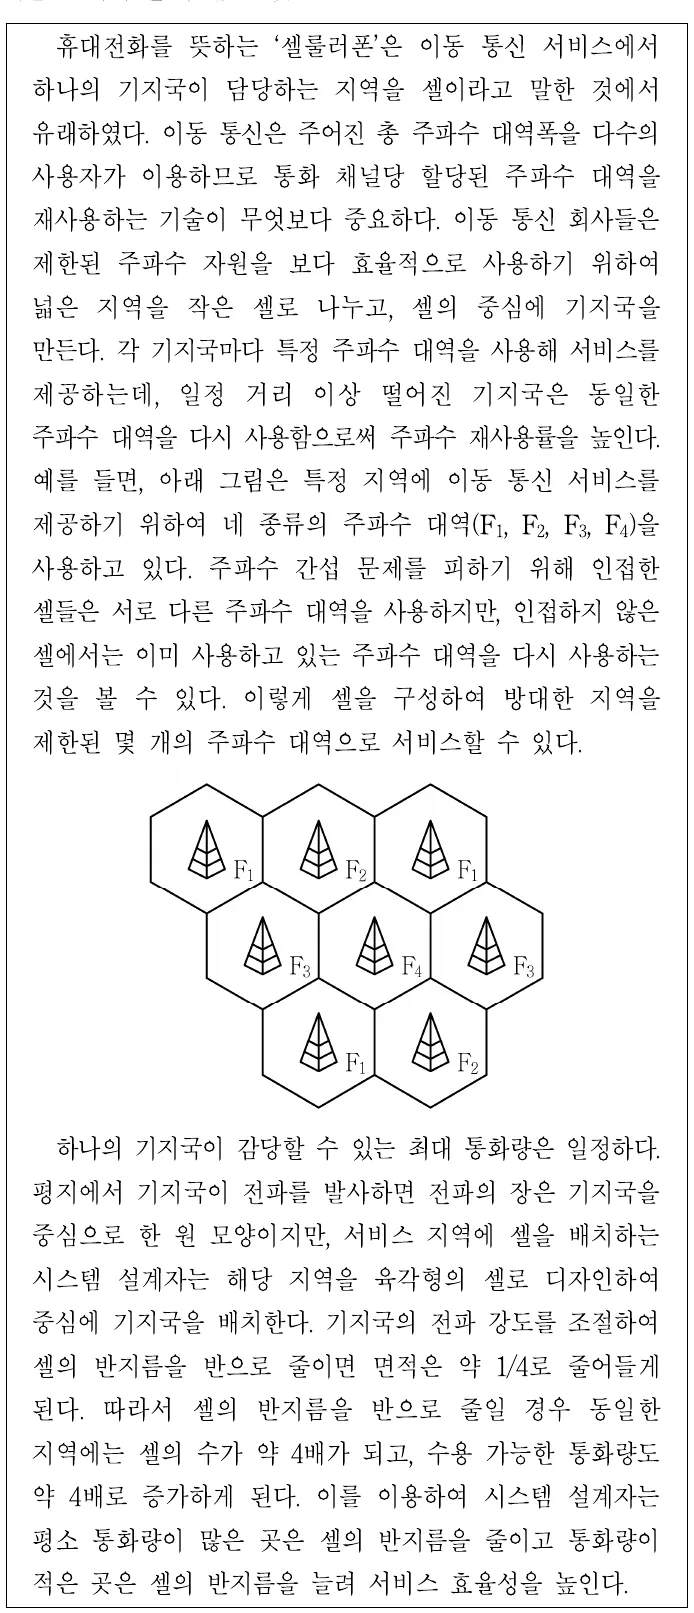 휴대전화를 뜻하는 ‘셀룰러폰’은 이동 통신 서비스에서
하나의 기지국이 담당하는 지역을 셀이라고 말한 것에서
유래하였다. 이동 통신은 주어진 총 주파수 대역폭을 다수의
사용자가 이용하므로 통화 채널당 할당된 주파수 대역을
재사용하는 기술이 무엇보다 중요하다. 이동 통신 회사들은
제한된 주파수 자원을 보다 효율적으로 사용하기 위하여
넓은 지역을 작은 셀로 나누고, 셀의 중심에 기지국을
만든다. 각 기지국마다 특정 주파수 대역을 사용해 서비스를
제공하는데, 일정 거리 이상 떨어진 기지국은 동일한
주파수 대역을 다시 사용함으로써 주파수 재사용률을 높인다.
예를 들면, 아래 그림은 특정 지역에 이동 통신 서비스를
제공하기 위하여 네 종류의 주파수 대역(F₁, F₂, F₃, F₄)을
사용하고 있다. 주파수 간섭 문제를 피하기 위해 인접한
셀들은 서로 다른 주파수 대역을 사용하지만, 인접하지 않은
셀에서는 이미 사용하고 있는 주파수 대역을 다시 사용하는
것을 볼 수 있다. 이렇게 셀을 구성하여 방대한 지역을
제한된 몇 개의 주파수 대역으로 서비스할 수 있다.
F₁ F₂ F₁
F₃ F₄ F₃
F₁ F₂
하나의 기지국이 감당할 수 있는 최대 통화량은 일정하다.
평지에서 기지국이 전파를 발사하면 전파의 장은 기지국을
중심으로 한 원 모양이지만, 서비스 지역에 셀을 배치하는
시스템 설계자는 해당 지역을 육각형의 셀로 디자인하여
중심에 기지국을 배치한다. 기지국의 전파 강도를 조절하여
셀의 반지름을 반으로 줄이면 면적은 약 1/4로 줄어들게
된다. 따라서 셀의 반지름을 반으로 줄일 경우 동일한
지역에는 셀의 수가 약 4배가 되고, 수용 가능한 통화량도
약 4배로 증가하게 된다. 이를 이용하여 시스템 설계자는
평소 통화량이 많은 곳은 셀의 반지름을 줄이고 통화량이
적은 곳은 셀의 반지름을 늘려 서비스 효율성을 높인다.